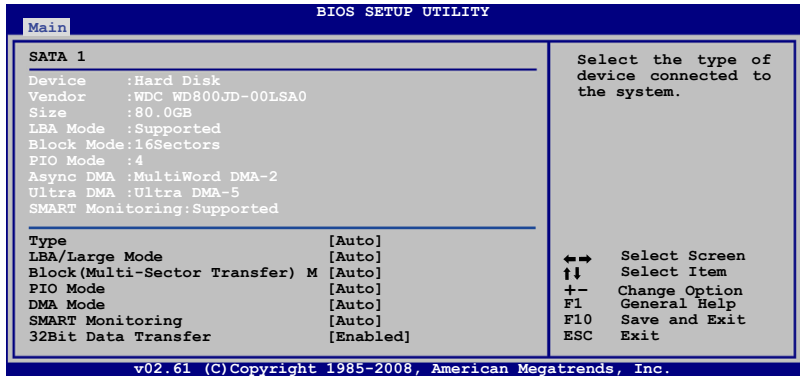 BIOS SETUP UTILITY
Main
SATA 1
Device :Hard Disk
Vendor :WDC WD800JD-00LSA0
Size :80.0GB
LBA Mode :Supported
Block Mode:16Sectors
PIO Mode :4
Async DMA :MultiWord DMA-2
Ultra DMA :Ultra DMA-5
SMART Monitoring:Supported
Type [Auto]
LBA/Large Mode [Auto]
Block(Multi-Sector Transfer) M [Auto]
PIO Mode [Auto]
DMA Mode [Auto]
SMART Monitoring [Auto]
32Bit Data Transfer [Enabled]
Select the type of
device connected to
the system.
←→ Select Screen
↑↓ Select Item
+- Change Option
F1 General Help
F10 Save and Exit
ESC Exit
v02.61 (C)Copyright 1985-2008, American Megatrends, Inc.